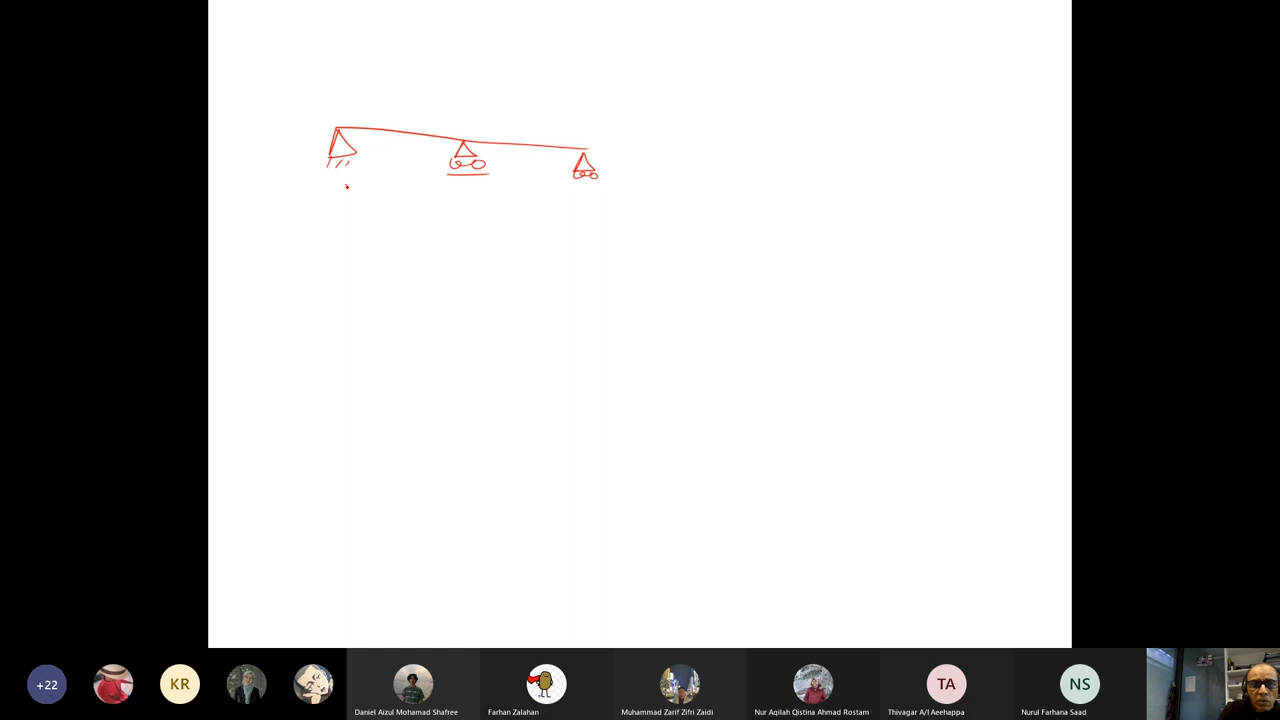 +22
KR
Daniel Aizul Mohamad Shafree
Farhan Zalahan
Muhammad Zarif Zifri Zaidi
Nur Aqilah Qistina Ahmad Rostam
TA
Thivagar A/l Aeehappa
NS
Nurul Farhana Saad